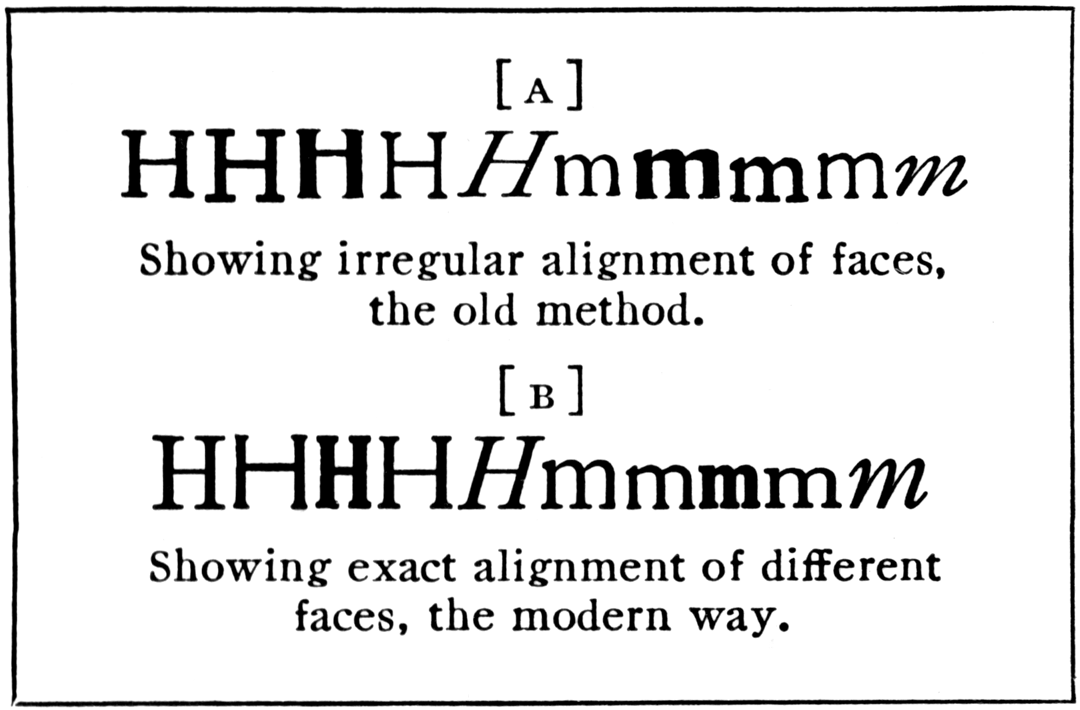 [A]
HHHHHmmmmm
Showing irregular alignment of faces,
the old method.
[B]
HHHHHmmmmm
Showing exact alignment of different
faces, the modern way.